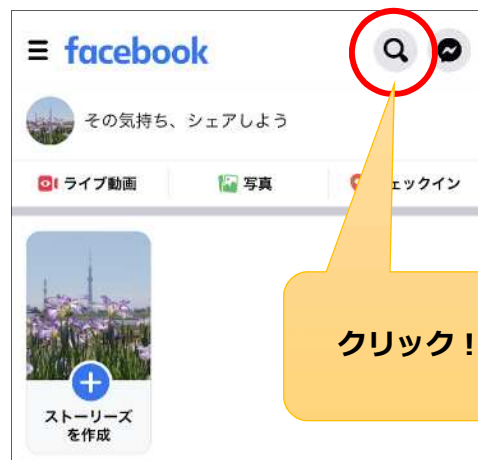 facebook
その気持ち、シェアしよう
ライブ動画
写真
ェックイン
クリック！
ストーリーズ
を作成